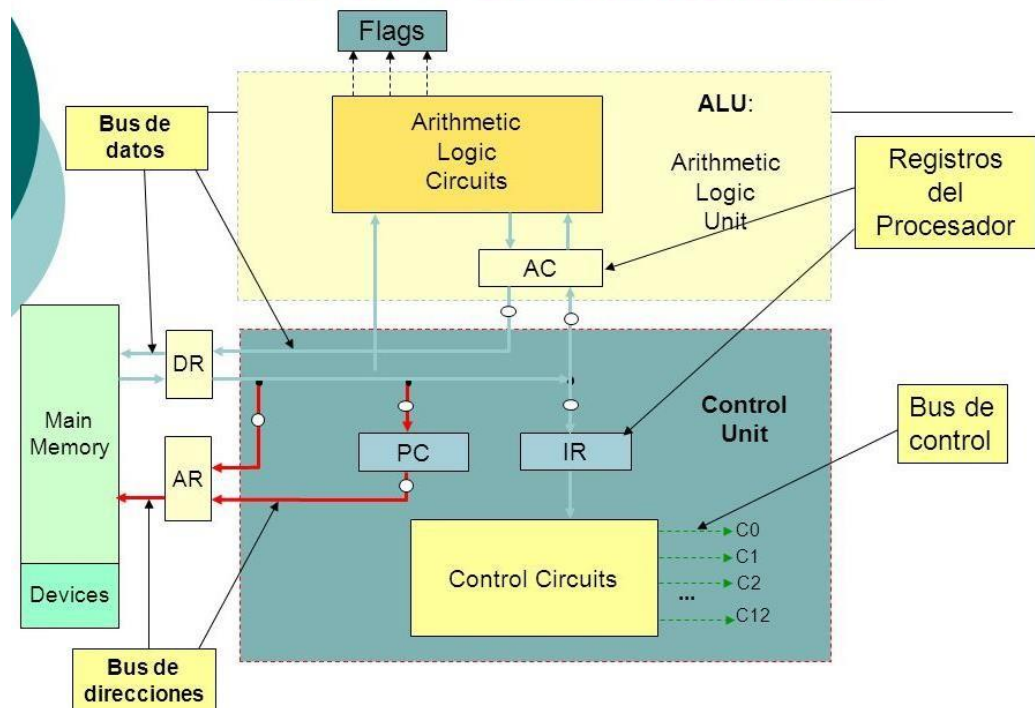 Flags
Bus de
datos
Arithmetic
Logic
Circuits
ALU:
Arithmetic
Logic
Unit
Registros
del
Procesador
AC
DR
Main
Memory
AR
PC
IR
Control
Unit
Bus de
control
Control Circuits
C0
C1
C2
...
C12
Devices
Bus de
direcciones